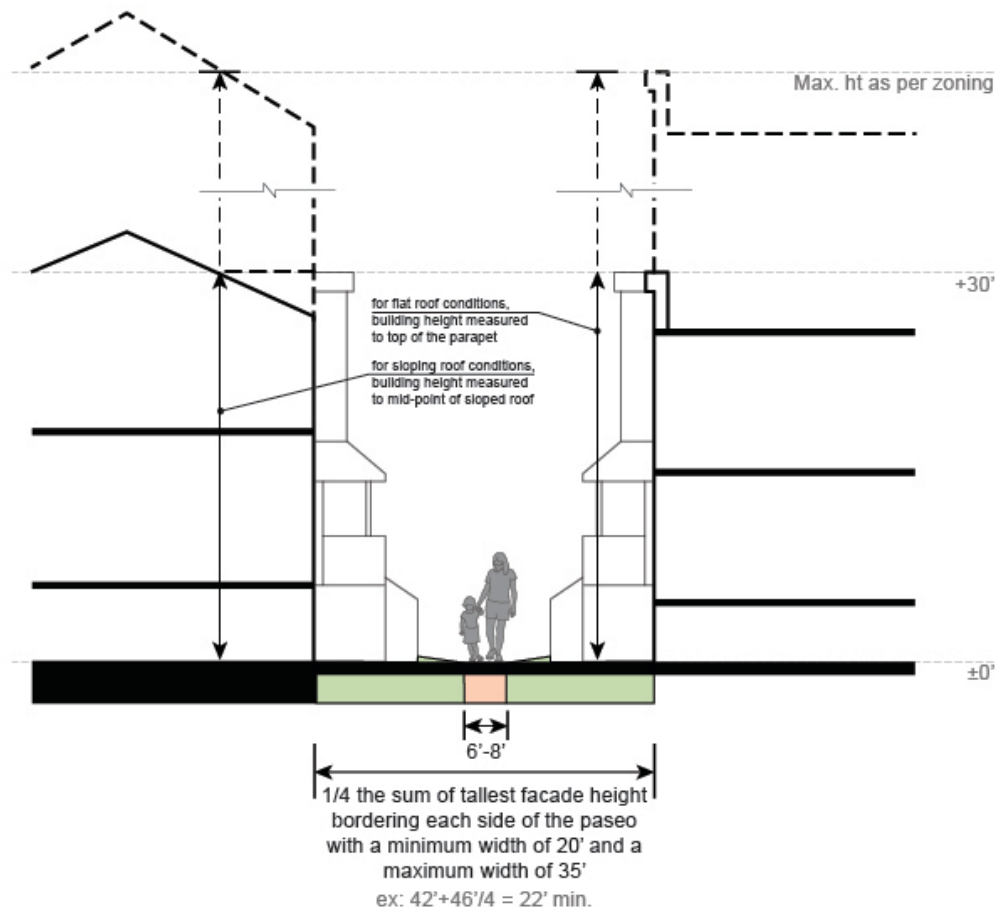 Max. ht as per zoning
+30'
for flat roof conditions,
building height measured
to top of the parapet
for sloping roof conditions,
building height measured
to mid-point of sloped roof
±0'
6'-8'
1/4 the sum of tallest facade height
bordering each side of the paseo
with a minimum width of 20' and a
maximum width of 35'
ex: 42'+46'/4 = 22' min.